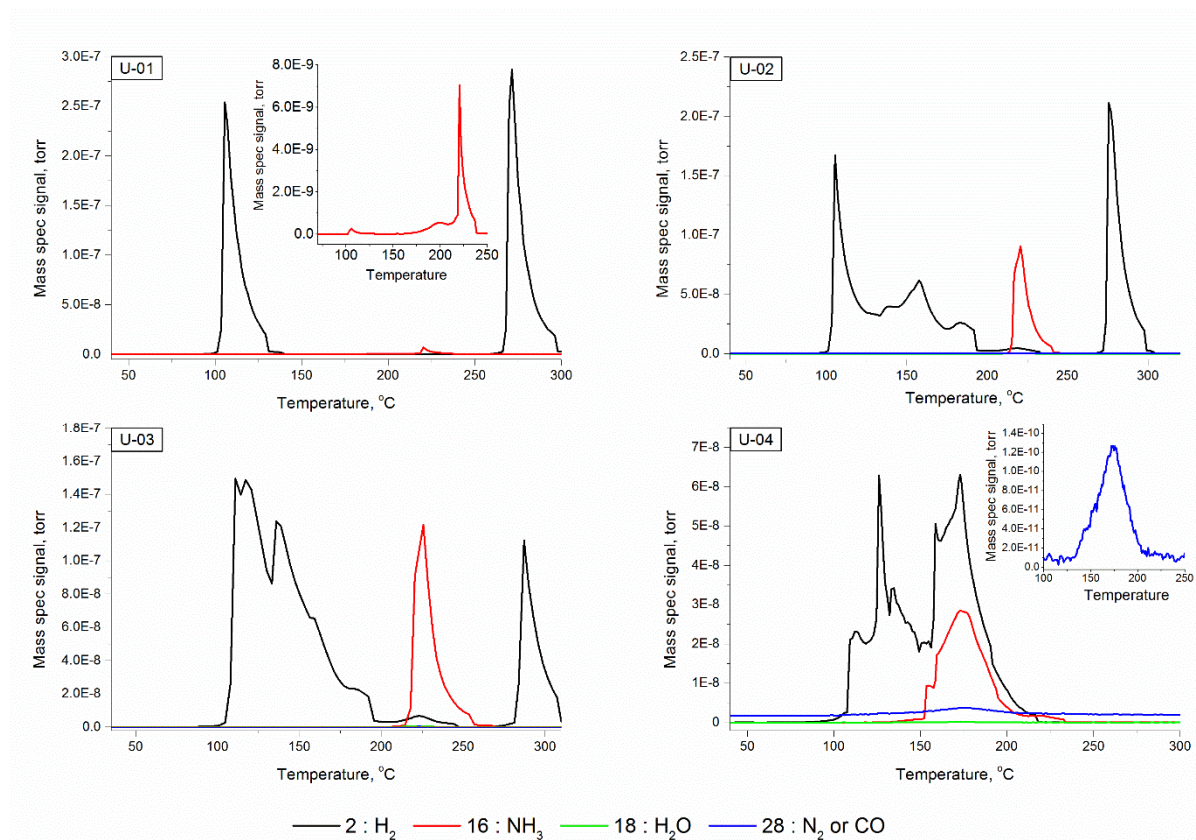 U-01
3.0E-7
2.5E-7
2.0E-7
1.5E-7
1.0E-7
5.0E-8
0.0
50 100 150 200 250 300
Mass spec signal, torr
Temperature, °C
8.0E-9
6.0E-9
4.0E-9
2.0E-9
0.0
100 150 200 250
Mass spec signal, torr
Temperature
U-02
2.5E-7
2.0E-7
1.5E-7
1.0E-7
5.0E-8
0.0
50 100 150 200 250 300
Mass spec signal, torr
Temperature, °C
U-03
1.8E-7
1.6E-7
1.4E-7
1.2E-7
1.0E-7
8.0E-8
6.0E-8
4.0E-8
2.0E-8
0.0
50 100 150 200 250 300
Mass spec signal, torr
Temperature, °C
U-04
7E-8
6E-8
5E-8
4E-8
3E-8
2E-8
1E-8
0
50 100 150 200 250 300
Mass spec signal, torr
Temperature, °C
1.4E-10
1.2E-10
1.0E-10
8.0E-11
6.0E-11
4.0E-11
2.0E-11
0.0
100 150 200 250
Mass spec signal, torr
Temperature
2 : H₂ 16 : NH₃ 18 : H₂O 28 : N₂ or CO